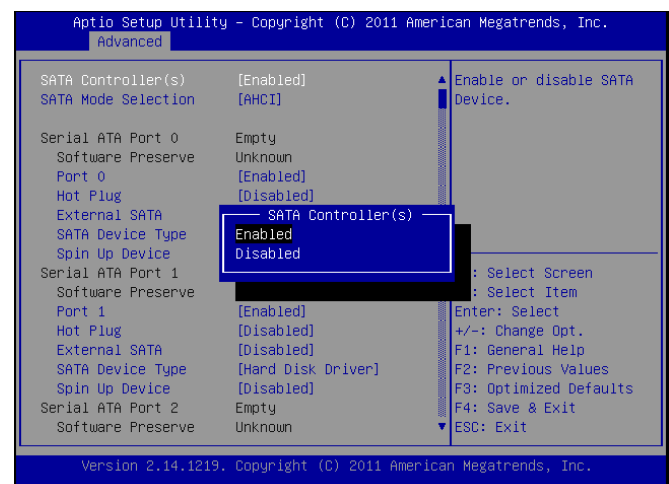 Aptio Setup Utility – Copyright (C) 2011 American Megatrends, Inc.
Advanced
SATA Controller(s) [Enabled]
SATA Mode Selection [AHCI]
Serial ATA Port 0 Empty
Software Preserve Unknown
Port 0 [Enabled]
Hot Plug [Disabled]
External SATA
SATA Device Type
Spin Up Device
Serial ATA Port 1
Software Preserve
Port 1 [Enabled]
Hot Plug [Disabled]
External SATA [Disabled]
SATA Device Type [Hard Disk Driver]
Spin Up Device [Disabled]
Serial ATA Port 2 Empty
Software Preserve Unknown
SATA Controller(s)
Enabled
Disabled
Enable or disable SATA
Device.
: Select Screen
: Select Item
Enter: Select
+/-: Change Opt.
F1: General Help
F2: Previous Values
F3: Optimized Defaults
F4: Save & Exit
ESC: Exit
Version 2.14.1219. Copyright (C) 2011 American Megatrends, Inc.